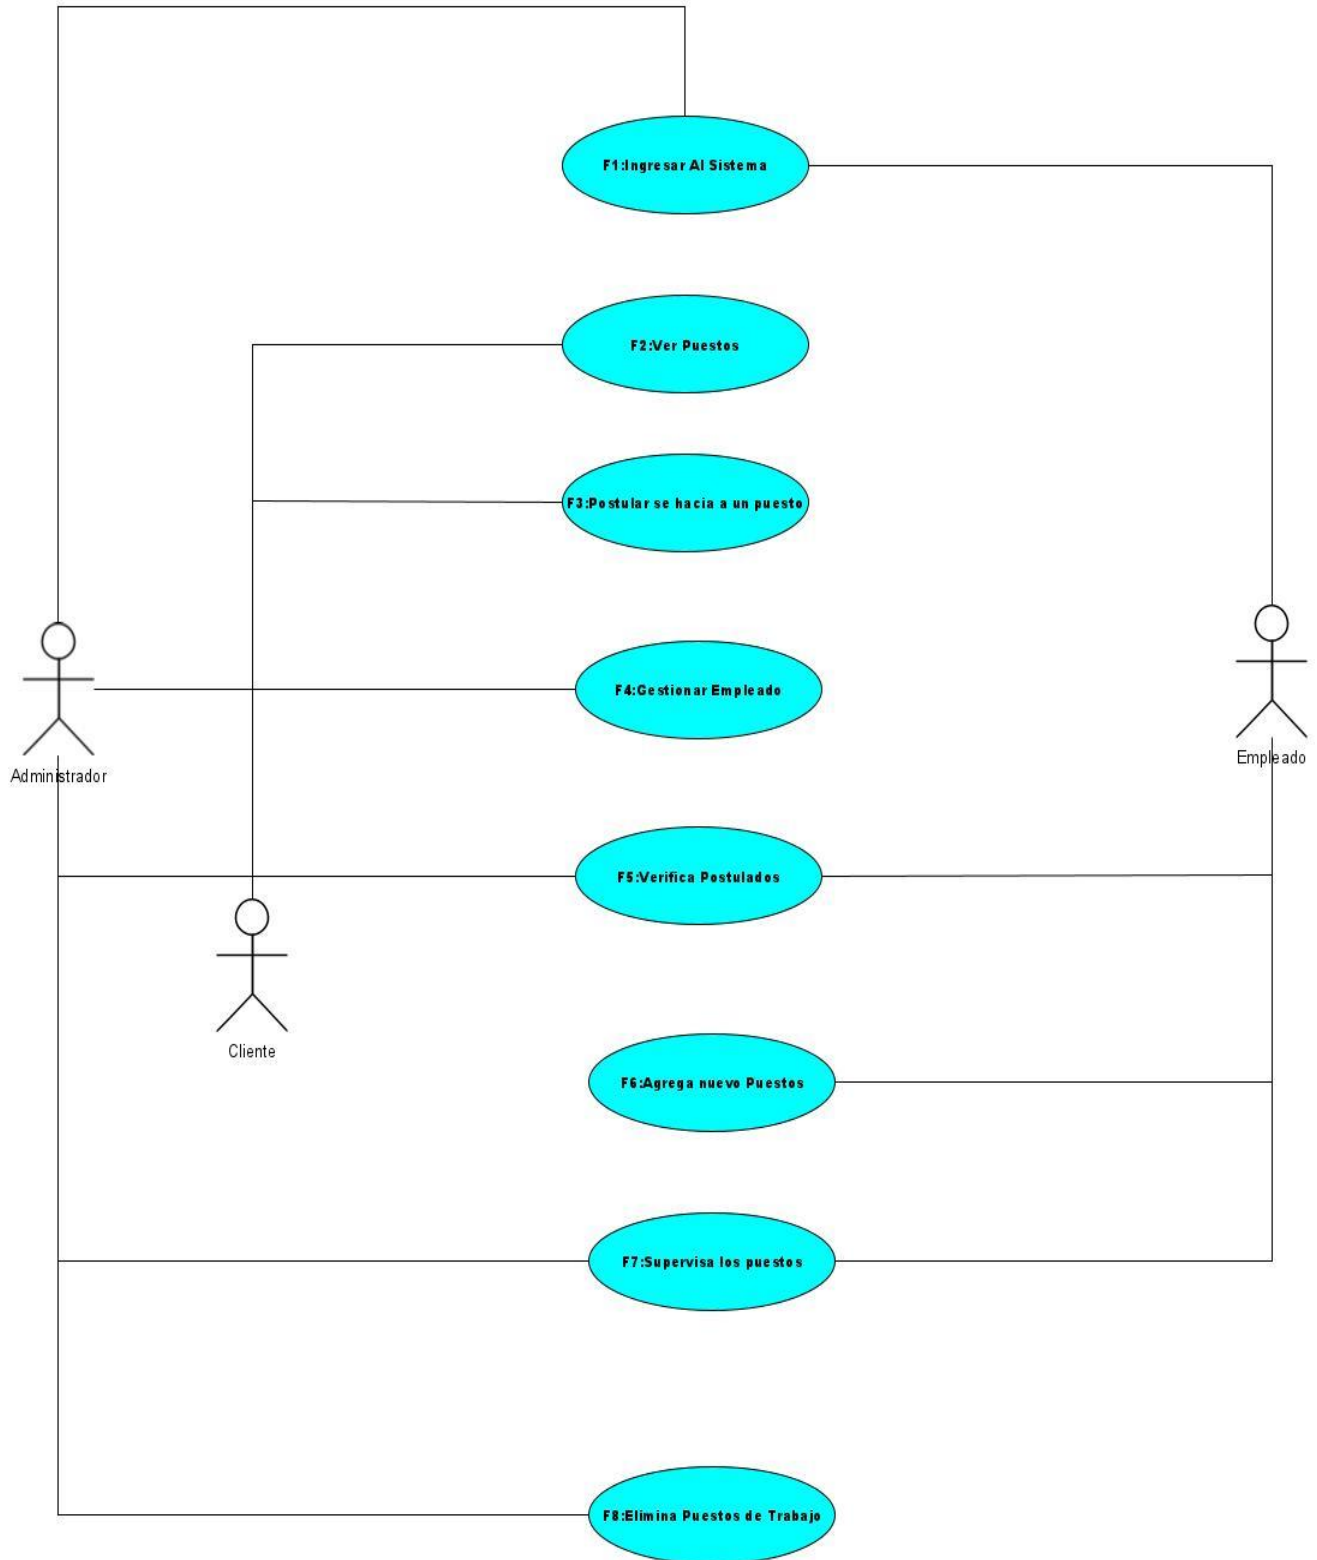 F1:Ingresar Al Sistema
F2:Ver Puestos
F3:Postular se hacia a un puesto
F4:Gestionar Empleado
Administrador
Empleado
F5:Verifica Postulados
Cliente
F6:Agrega nuevo Puestos
F7:Supervisa los puestos
F8:Elimina Puestos de Trabajo